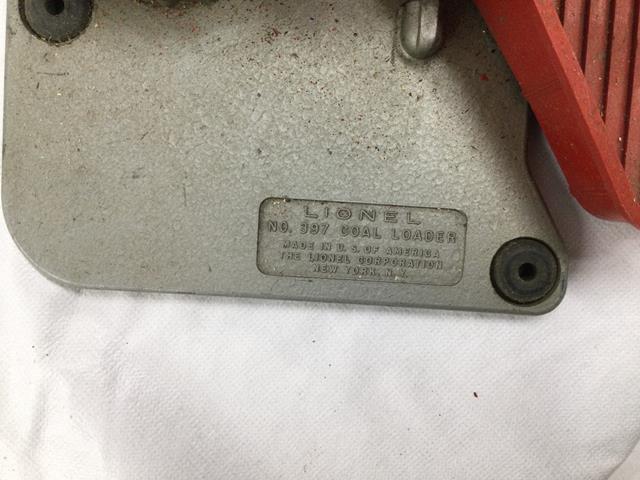 LIONEL
NO. 397 COAL LOADER
MADE IN U.S. OF AMERICA
THE LIONEL CORPORATION
NEW YORK, N.Y.